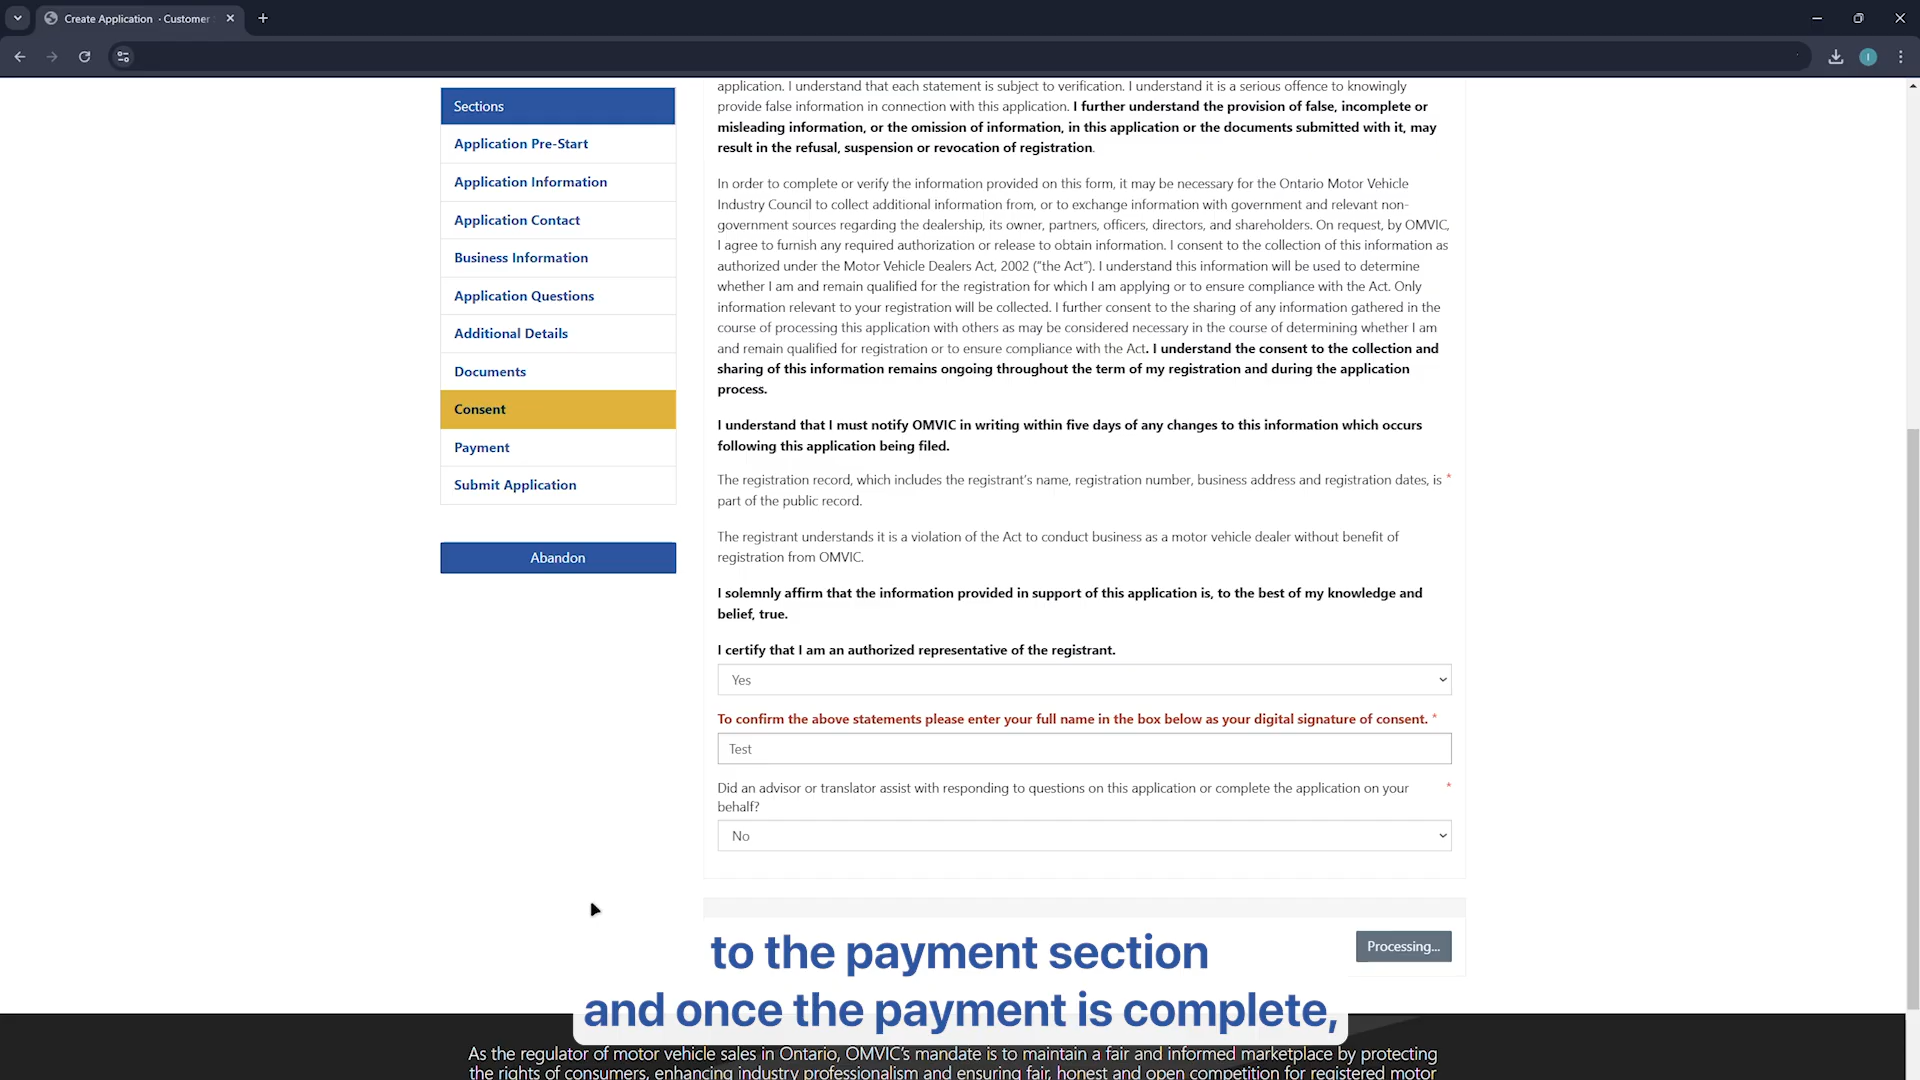 Create Application · Customer
Sections
Application Pre-Start
Application Information
Application Contact
Business Information
Application Questions
Additional Details
Documents
Consent
Payment
Submit Application
Abandon
application. I understand that each statement is subject to verification. I understand it is a serious offence to knowingly
provide false information in connection with this application. I further understand the provision of false, incomplete or
misleading information, or the omission of information, in this application or the documents submitted with it, may
result in the refusal, suspension or revocation of registration.
In order to complete or verify the information provided on this form, it may be necessary for the Ontario Motor Vehicle
Industry Council to collect additional information from, or to exchange information with government and relevant non-
government sources regarding the dealership, its owner, partners, officers, directors, and shareholders. On request, by OMVIC,
I agree to furnish any required authorization or release to obtain information. I consent to the collection of this information as
authorized under the Motor Vehicle Dealers Act, 2002 ("the Act"). I understand this information will be used to determine
whether I am and remain qualified for the registration for which I am applying or to ensure compliance with the Act. Only
information relevant to your registration will be collected. I further consent to the sharing of any information gathered in the
course of processing this application with others as may be considered necessary in the course of determining whether I am
and remain qualified for registration or to ensure compliance with the Act. I understand the consent to the collection and
sharing of this information remains ongoing throughout the term of my registration and during the application
process.
I understand that I must notify OMVIC in writing within five days of any changes to this information which occurs
following this application being filed.
The registration record, which includes the registrant's name, registration number, business address and registration dates, is *
part of the public record.
The registrant understands it is a violation of the Act to conduct business as a motor vehicle dealer without benefit of
registration from OMVIC.
I solemnly affirm that the information provided in support of this application is, to the best of my knowledge and
belief, true.
I certify that I am an authorized representative of the registrant.
Yes
To confirm the above statements please enter your full name in the box below as your digital signature of consent. *
Test
Did an advisor or translator assist with responding to questions on this application or complete the application on your *
behalf?
No
Processing...
to the payment section
and once the payment is complete,
As the regulator of motor vehicle sales in Ontario, OMVIC's mandate is to maintain a fair and informed marketplace by protecting
the rights of consumers, enhancing industry professionalism and ensuring fair, honest and open competition for registered motor